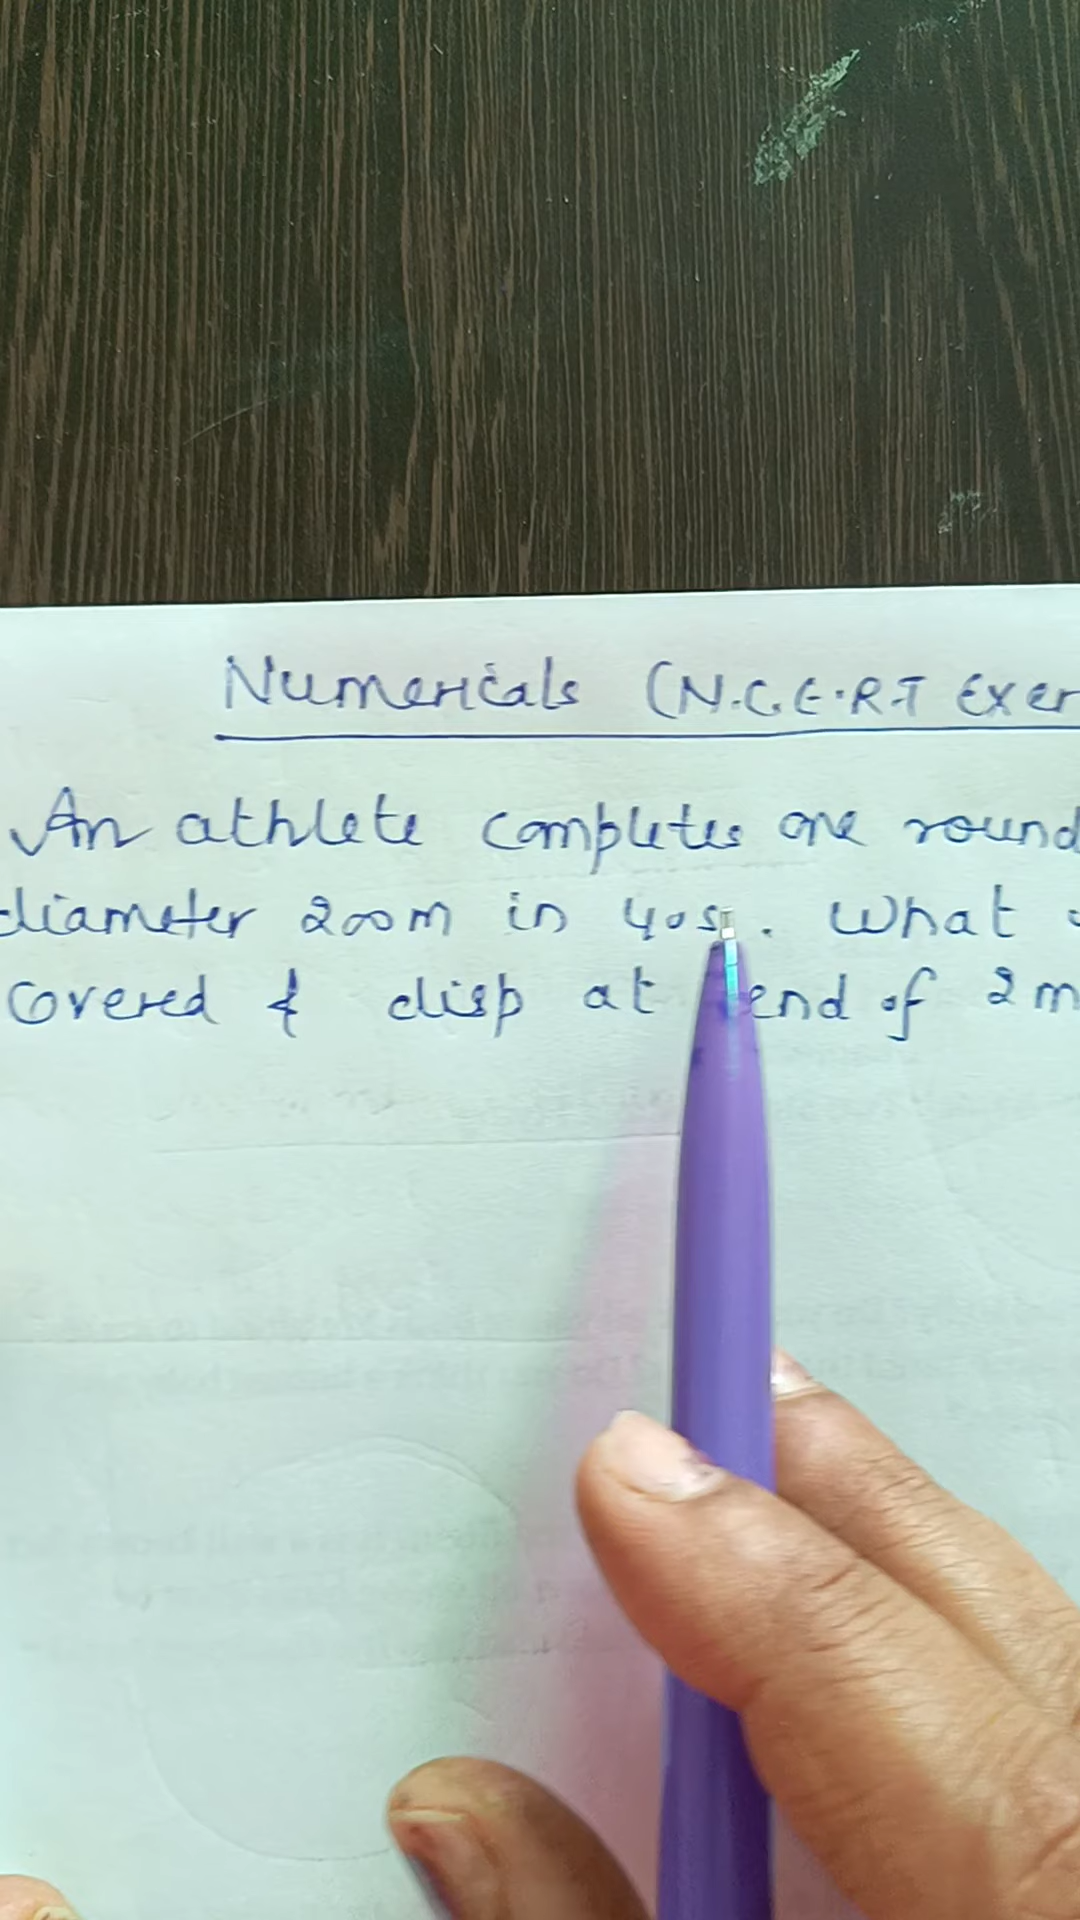 Numericals (N.C.E.R.T Exer
An athlete completes one round
diameter 200m in 40s. What
covered & disp at end of 2m